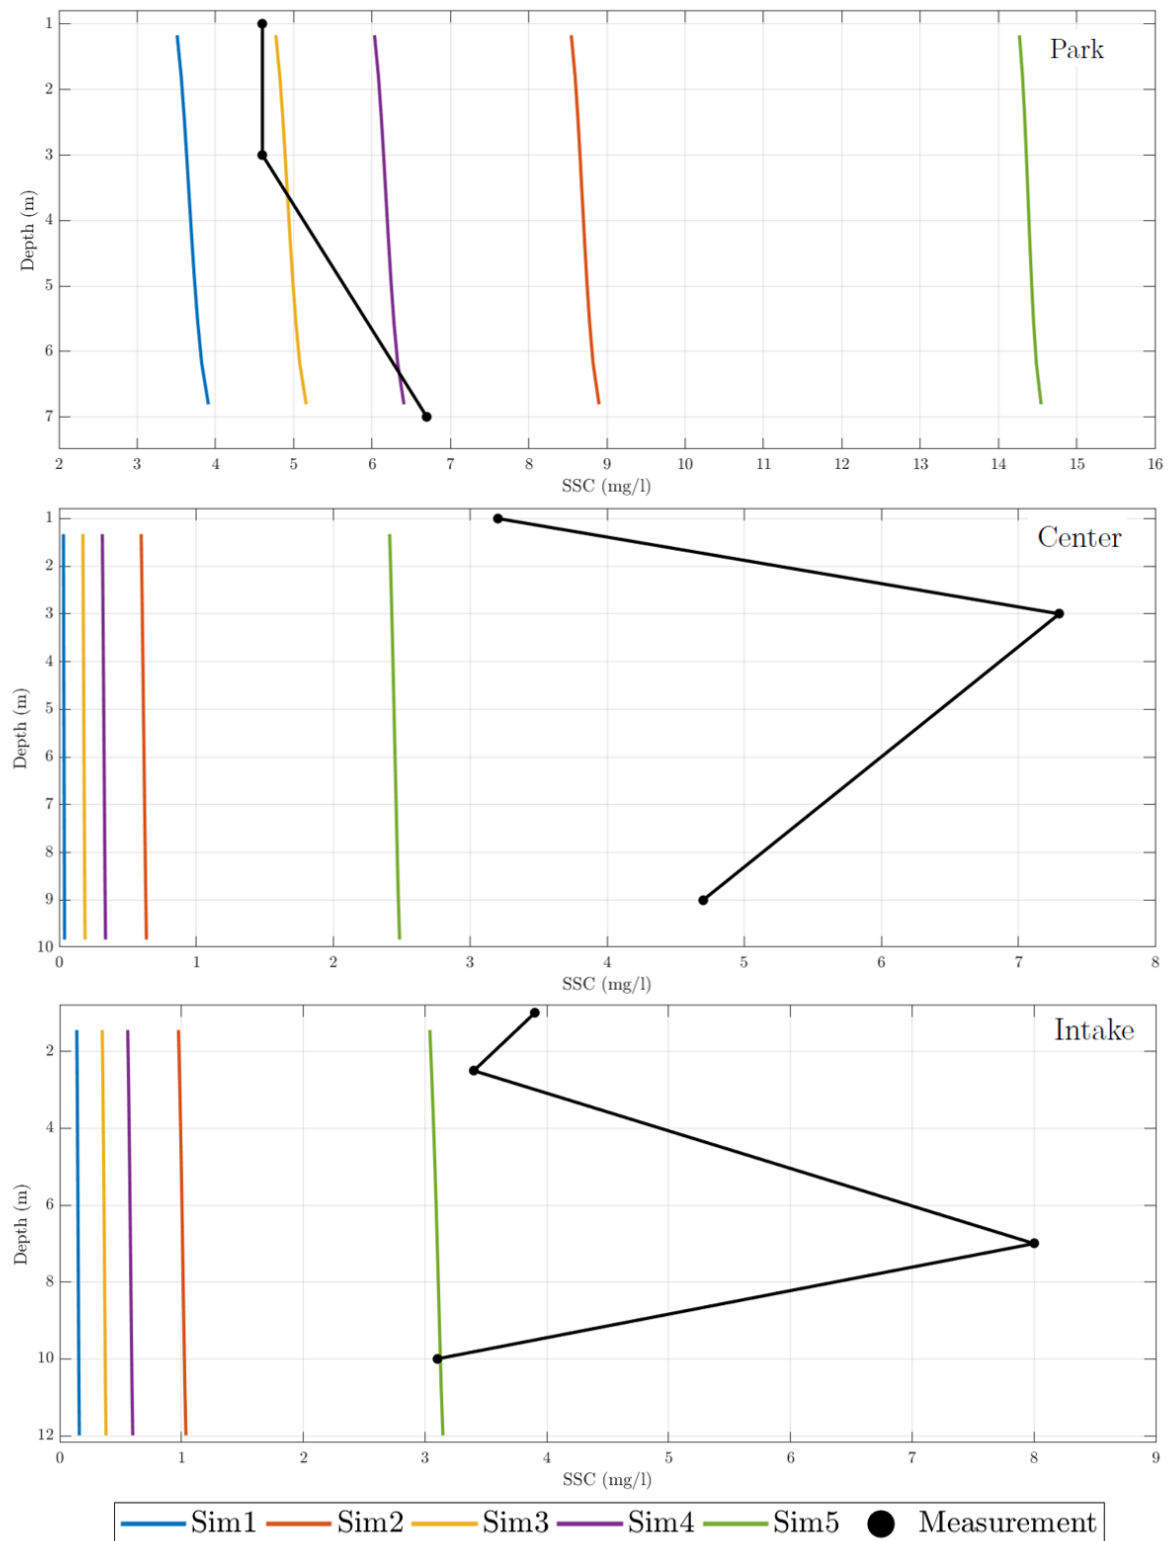 1
Park
2
3
4
5
6
7
Depth (m)
2 3 4 5 6 7 8 9 10 11 12 13 14 15 16
SSC (mg/l)
1
Center
2
3
4
5
6
7
8
9
10
Depth (m)
0 1 2 3 4 5 6 7 8
SSC (mg/l)
Intake
2
4
6
8
10
12
Depth (m)
0 1 2 3 4 5 6 7 8 9
SSC (mg/l)
Sim1 Sim2 Sim3 Sim4 Sim5 Measurement